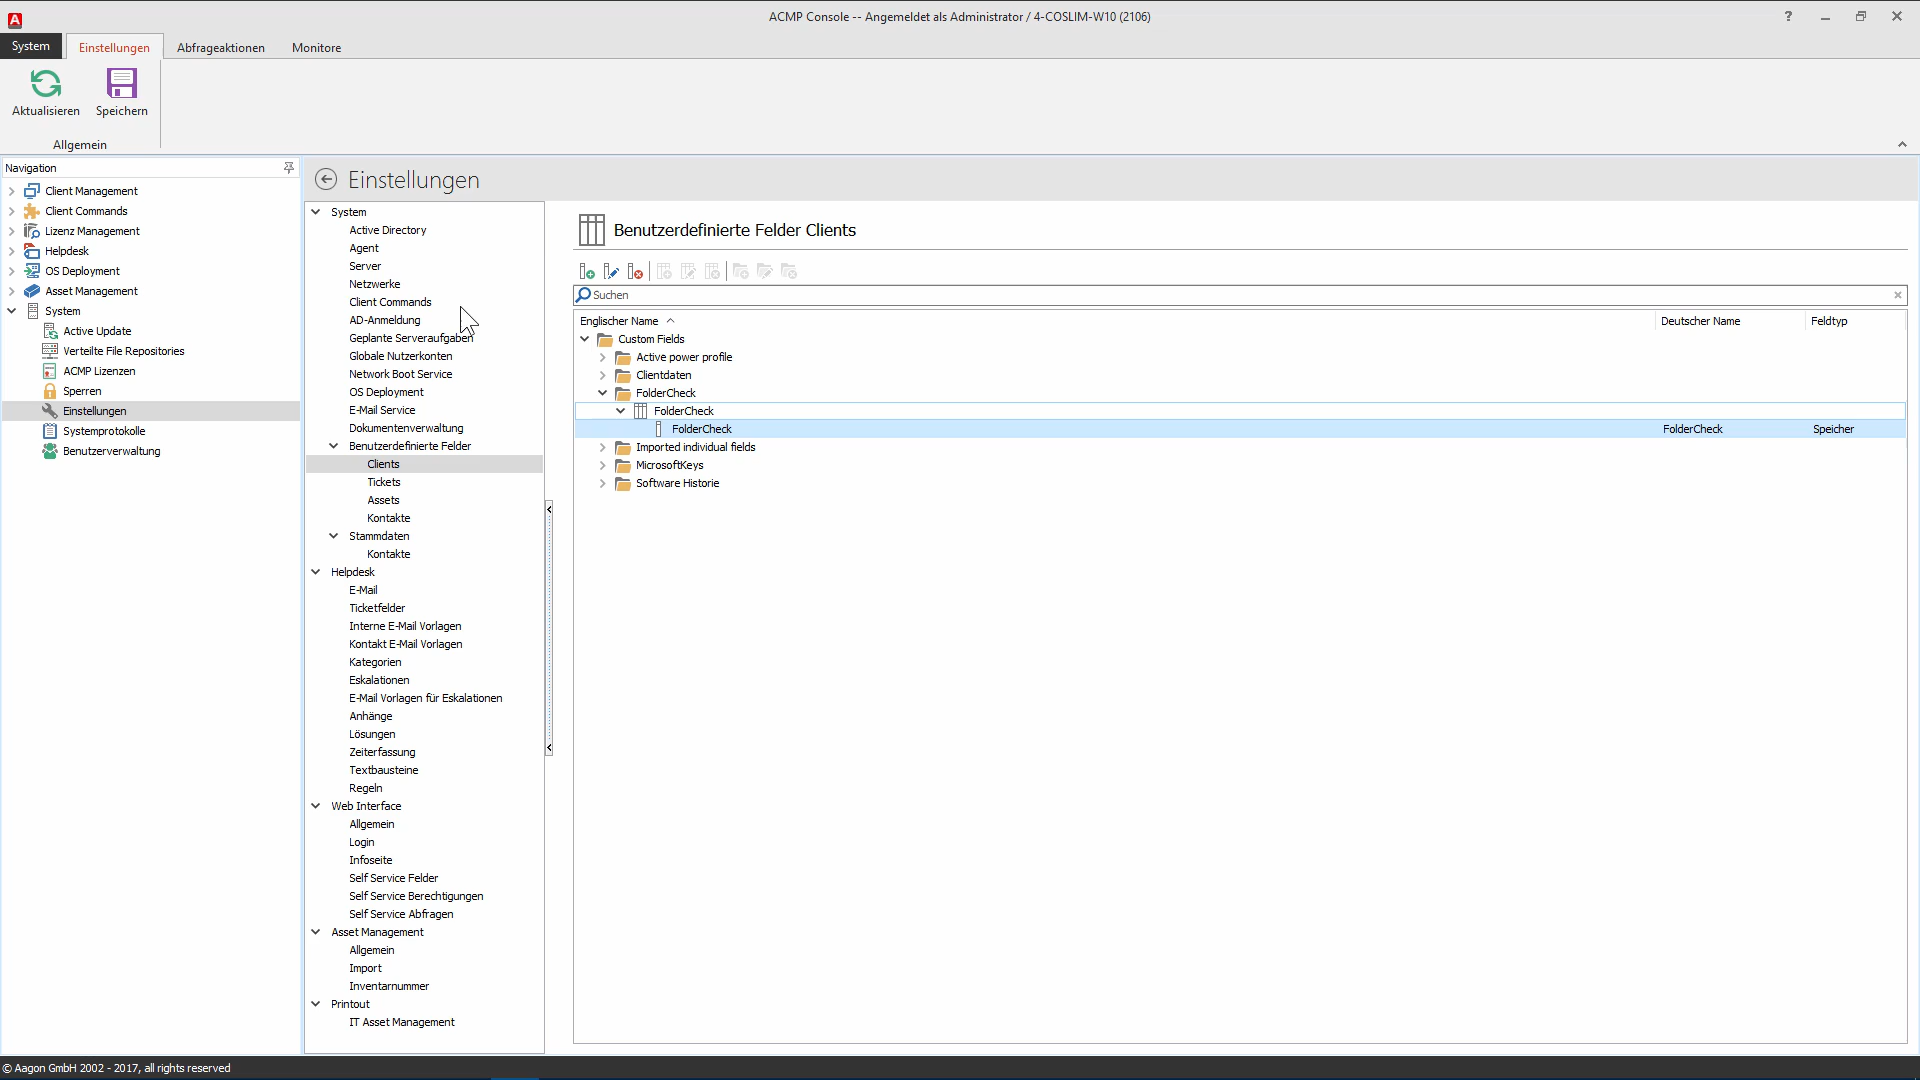 ACMP Console -- Angemeldet als Administrator / 4-COSLIM-W10 (2106)
System
Einstellungen
Abfrageaktionen
Monitore
Aktualisieren
Speichern
Allgemein
Navigation
Client Management
Client Commands
Lizenz Management
Helpdesk
OS Deployment
Asset Management
System
Active Update
Verteilte File Repositories
ACMP Lizenzen
Sperren
Einstellungen
Systemprotokolle
Benutzerverwaltung
Einstellungen
System
Active Directory
Agent
Server
Netzwerke
Client Commands
AD-Anmeldung
Geplante Serveraufgaben
Globale Nutzerkonten
Network Boot Service
OS Deployment
E-Mail Service
Dokumentenverwaltung
Benutzerdefinierte Felder
Clients
Tickets
Assets
Kontakte
Stammdaten
Kontakte
Helpdesk
E-Mail
Ticketfelder
Interne E-Mail Vorlagen
Kontakt E-Mail Vorlagen
Kategorien
Eskalationen
E-Mail Vorlagen für Eskalationen
Anhänge
Lösungen
Zeiterfassung
Textbausteine
Regeln
Web Interface
Allgemein
Login
Infoseite
Self Service Felder
Self Service Berechtigungen
Self Service Abfragen
Asset Management
Allgemein
Import
Inventarnummer
Printout
IT Asset Management
Benutzerdefinierte Felder Clients
Suchen
Englischer Name Deutscher Name Feldtyp
Custom Fields
Active power profile
Clientdaten
FolderCheck
FolderCheck
FolderCheck FolderCheck Speicher
Imported individual fields
MicrosoftKeys
Software Historie
© Aagon GmbH 2002 - 2017, all rights reserved